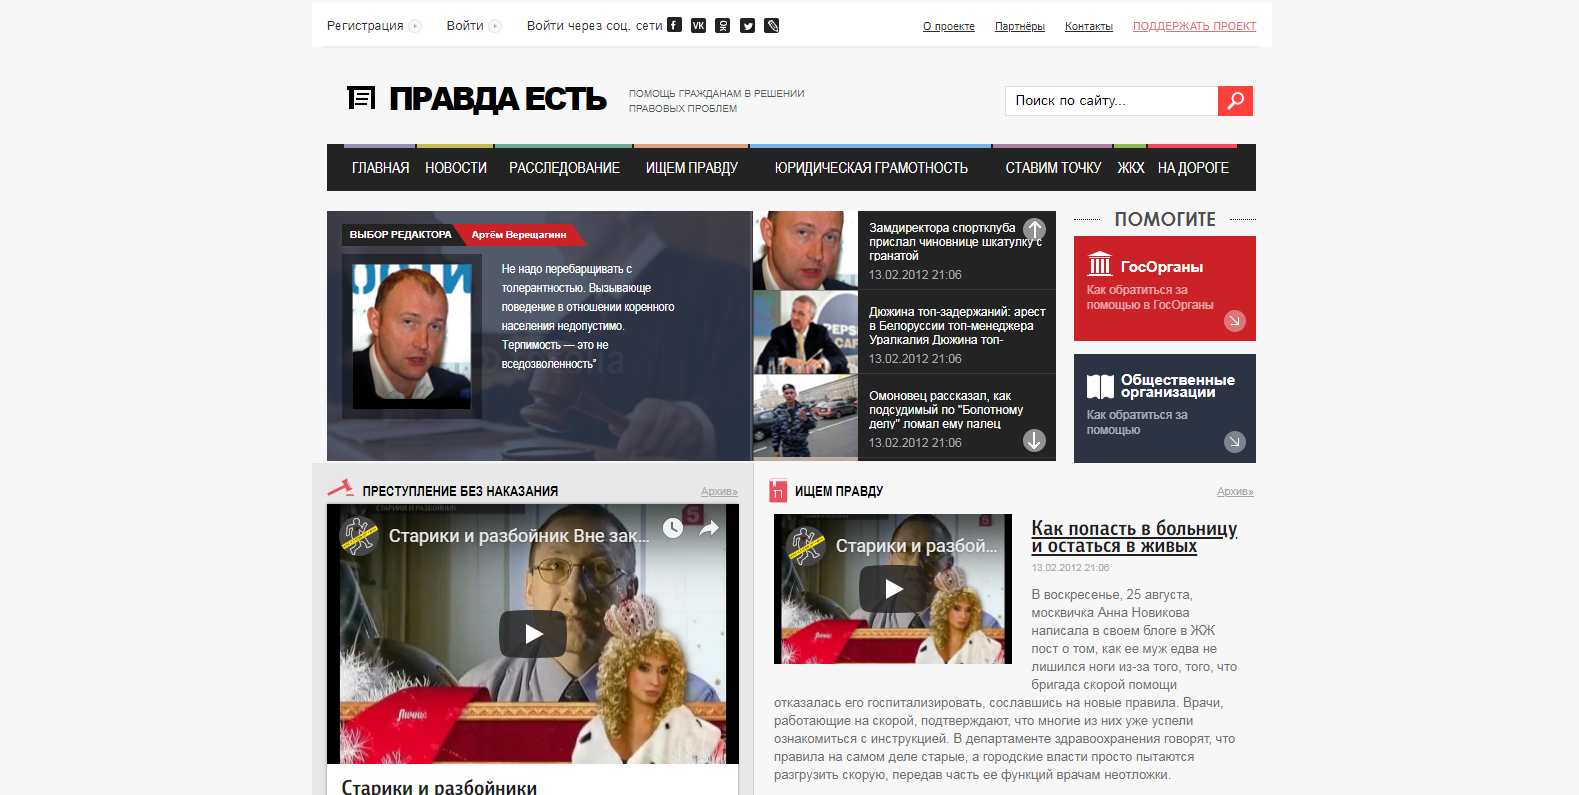 Регистрация Войти Войти через соц. сети О проекте Партнёры Контакты ПОДДЕРЖАТЬ ПРОЕКТ
ПРАВДА ЕСТЬ
ПОМОЩЬ ГРАЖДАНАМ В РЕШЕНИИ
ПРАВОВЫХ ПРОБЛЕМ
Поиск по сайту...
ГЛАВНАЯ НОВОСТИ РАССЛЕДОВАНИЕ ИЩЕМ ПРАВДУ ЮРИДИЧЕСКАЯ ГРАМОТНОСТЬ СТАВИМ ТОЧКУ ЖКХ НА ДОРОГЕ
ВЫБОР РЕДАКТОРА Артём Верещагинн
Не надо перебарщивать с
толерантностью. Вызывающе
поведение в отношении коренного
населения недопустимо.
Терпимость — это не
вседозволенность"
Замдиректора спортклуба
прислал чиновнице шкатулку с
гранатой
13.02.2012 21:06
Дюжина топ-задержаний: арест
в Белоруссии топ-менеджера
Уралкалия Дюжина топ-
13.02.2012 21:06
Омоновец рассказал, как
подсудимый по "Болотному
делу" ломал ему палец
13.02.2012 21:06
ПОМОГИТЕ
ГосОрганы
Как обратиться за
помощью в ГосОрганы
Общественные
организации
Как обратиться за
помощью
ПРЕСТУПЛЕНИЕ БЕЗ НАКАЗАНИЯ Архив»
Старики и разбойник Вне зак...
Старики и разбойники
ИЩЕМ ПРАВДУ Архив»
Старики и разбой...
Как попасть в больницу
и остаться в живых
13.02.2012 21:06
В воскресенье, 25 августа,
москвичка Анна Новикова
написала в своем блоге в ЖЖ
пост о том, как ее муж едва не
лишился ноги из-за того, того, что
бригада скорой помощи
отказалась его госпитализировать, сославшись на новые правила. Врачи,
работающие на скорой, подтверждают, что многие из них уже успели
ознакомиться с инструкцией. В департаменте здравоохранения говорят, что
правила на самом деле старые, а городские власти просто пытаются
разгрузить скорую, передав часть ее функций врачам неотложки.